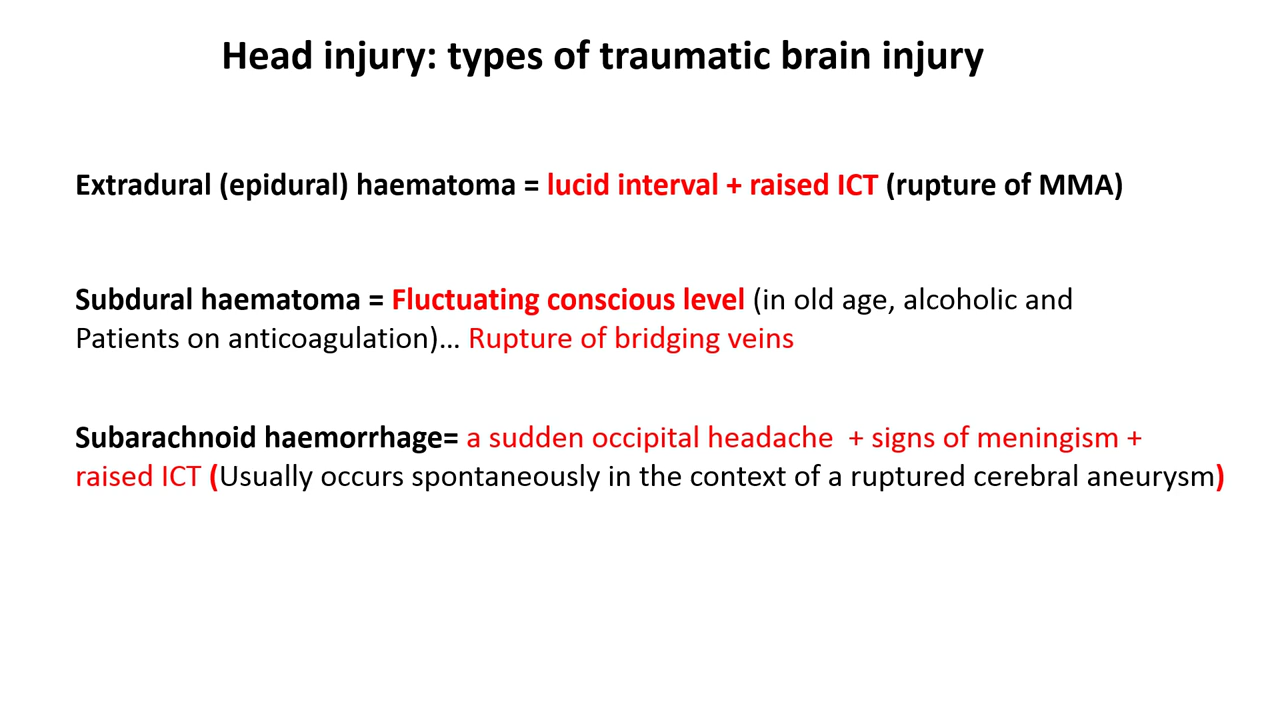 Head injury: types of traumatic brain injury
Extradural (epidural) haematoma = lucid interval + raised ICT (rupture of MMA)
Subdural haematoma = Fluctuating conscious level (in old age, alcoholic and
Patients on anticoagulation)... Rupture of bridging veins
Subarachnoid haemorrhage= a sudden occipital headache + signs of meningism +
raised ICT (Usually occurs spontaneously in the context of a ruptured cerebral aneurysm)